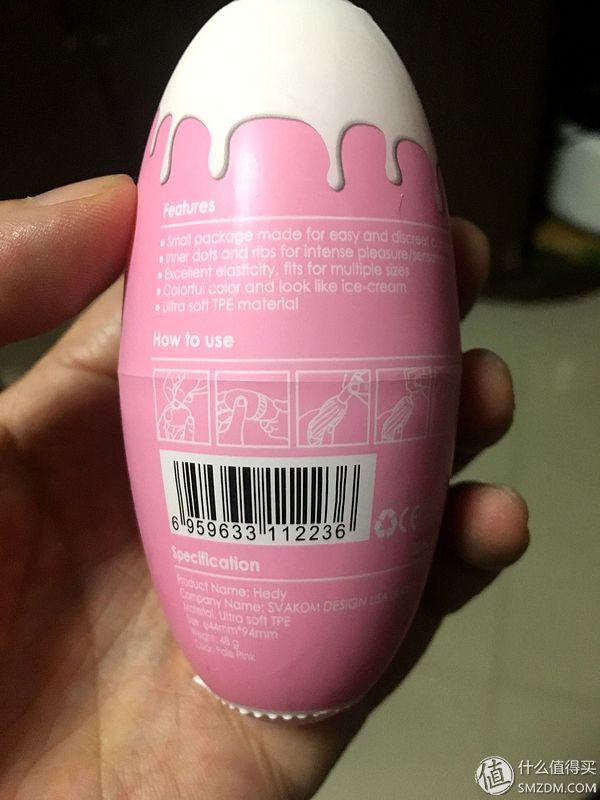 Features
• Small package made for easy and discreet
• Inner dots and ribs for intense pleasure/sensation
• Excellent elasticity, fits for multiple sizes
• Colorful color and look like ice-cream
• Ultra soft TPE material
How to use
6 959633 112236
CE
Specification
Product Name: Hedy
Company Name: SVAKOM DESIGN USA
Material: Ultra soft TPE
Size: φ44mm*94mm
Weight: 48 g
Color: Pale Pink
值 什么值得买
SMZDM.COM